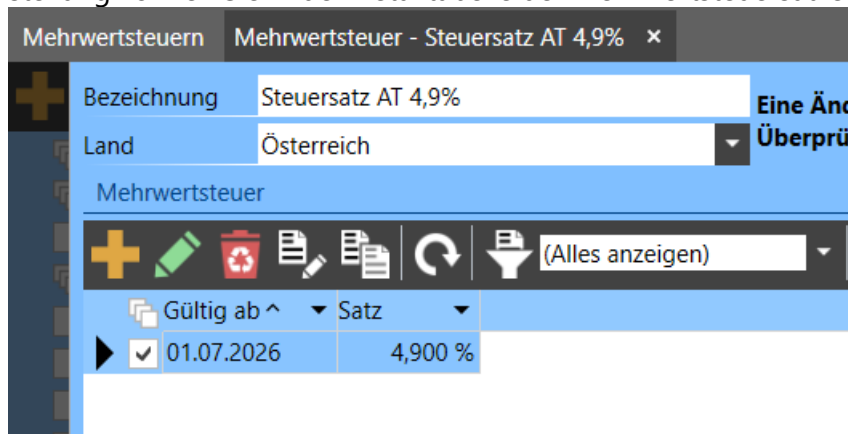 Mehrwertsteuern Mehrwertsteuer - Steuersatz AT 4,9% ×
Bezeichnung Steuersatz AT 4,9%
Eine Änd
Land Österreich
Überprü
Mehrwertsteuer
(Alles anzeigen)
Gültig ab Satz
01.07.2026 4,900 %